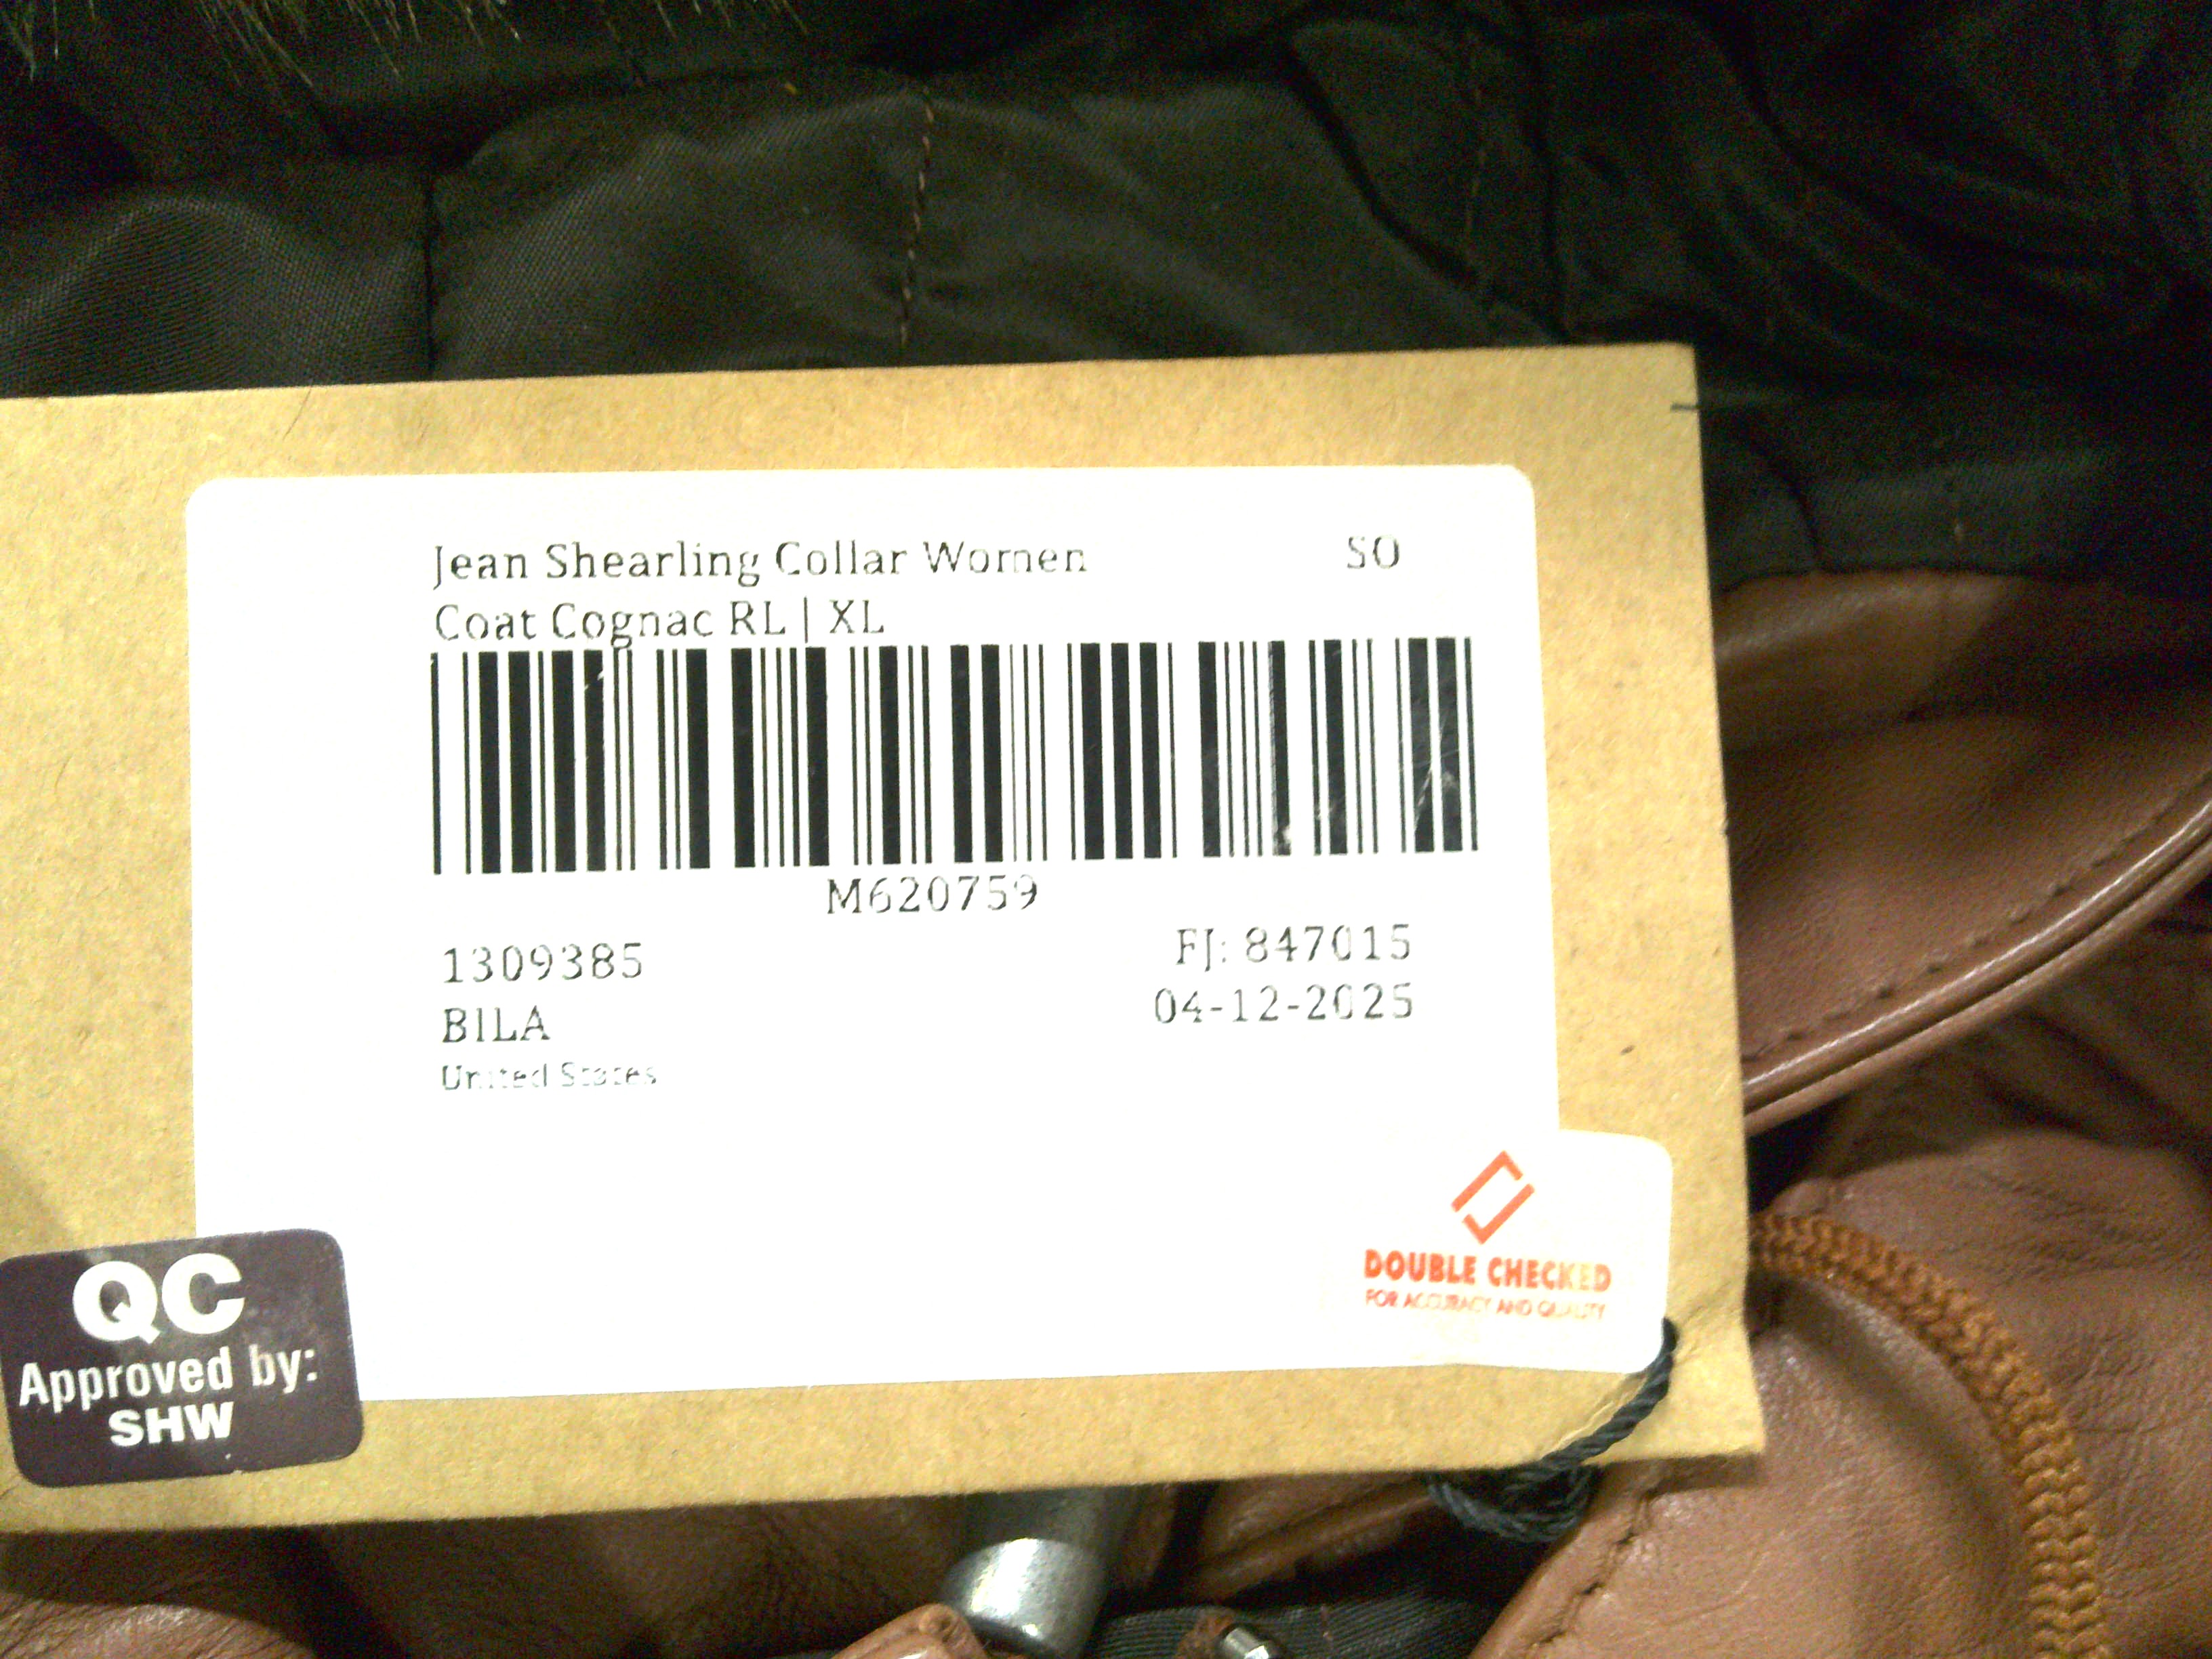 Jean Shearling Collar Women SO
Coat Cognac RL | XL
M620759
1309385 FJ: 847015
BILA 04-12-2025
United States
DOUBLE CHECKED
FOR ACCURACY AND QUALITY
QC
Approved by:
SHW